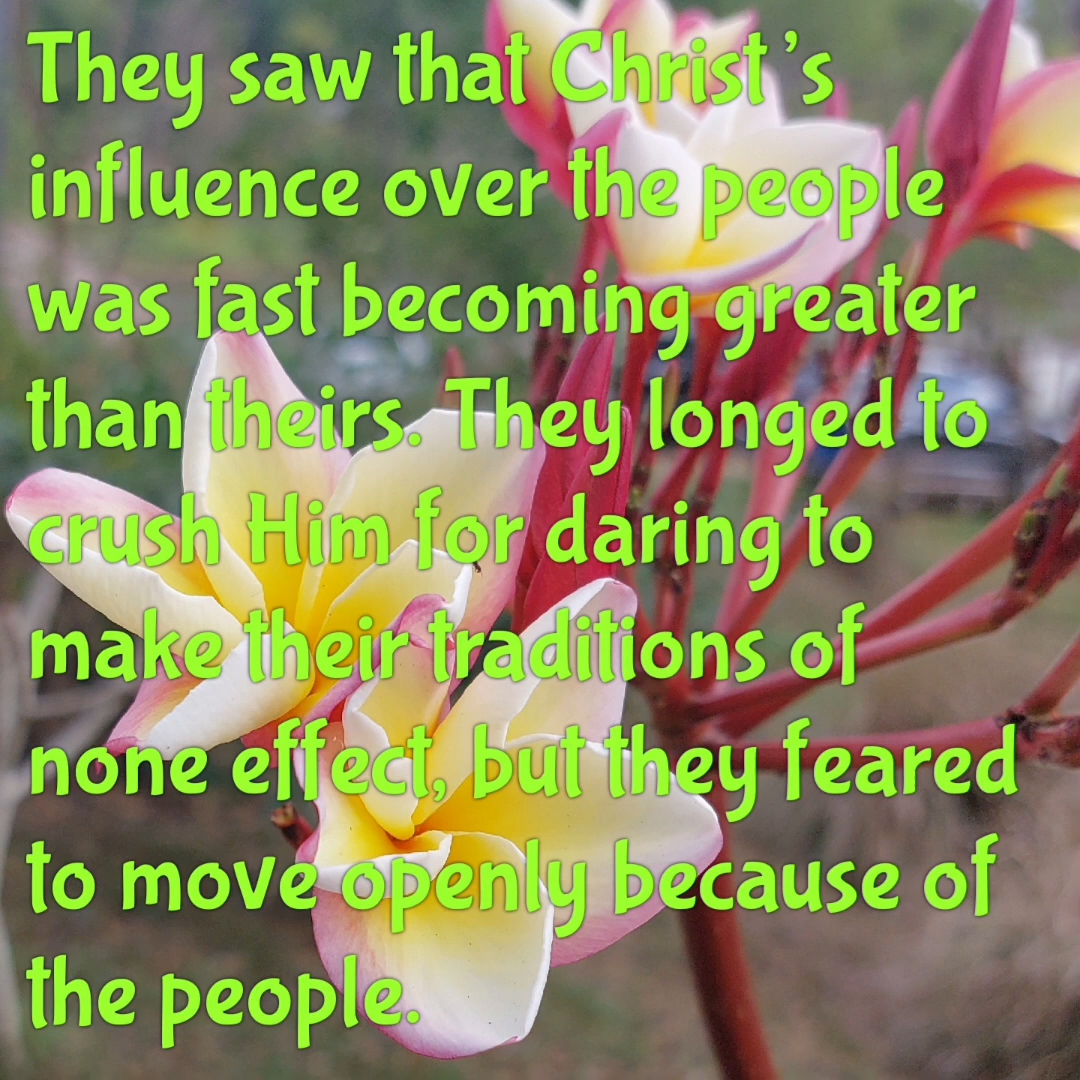 They saw that Christ’s
influence over the people
was fast becoming greater
than theirs. They longed to
crush Him for daring to
make their traditions of
none effect, but they feared
to move openly because of
the people.